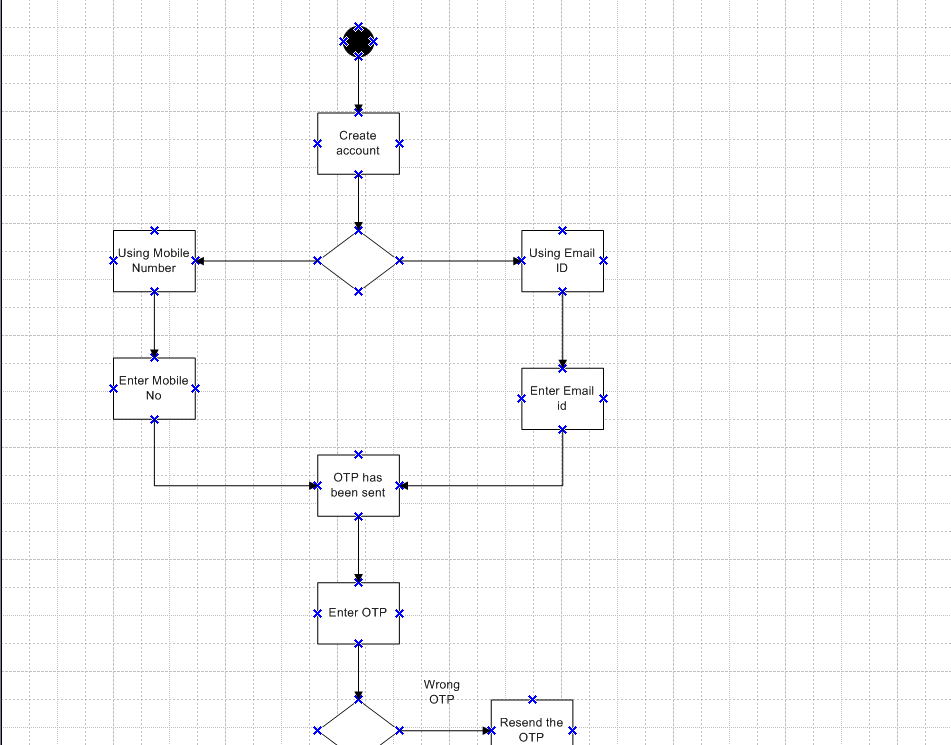 Create
account
Using Mobile
Number
Using Email
ID
Enter Mobile
No
Enter Email
id
OTP has
been sent
Enter OTP
Wrong
OTP
Resend the
OTP